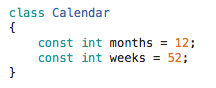 class Calendar
{
    const int months = 12;
    const int weeks = 52;
}